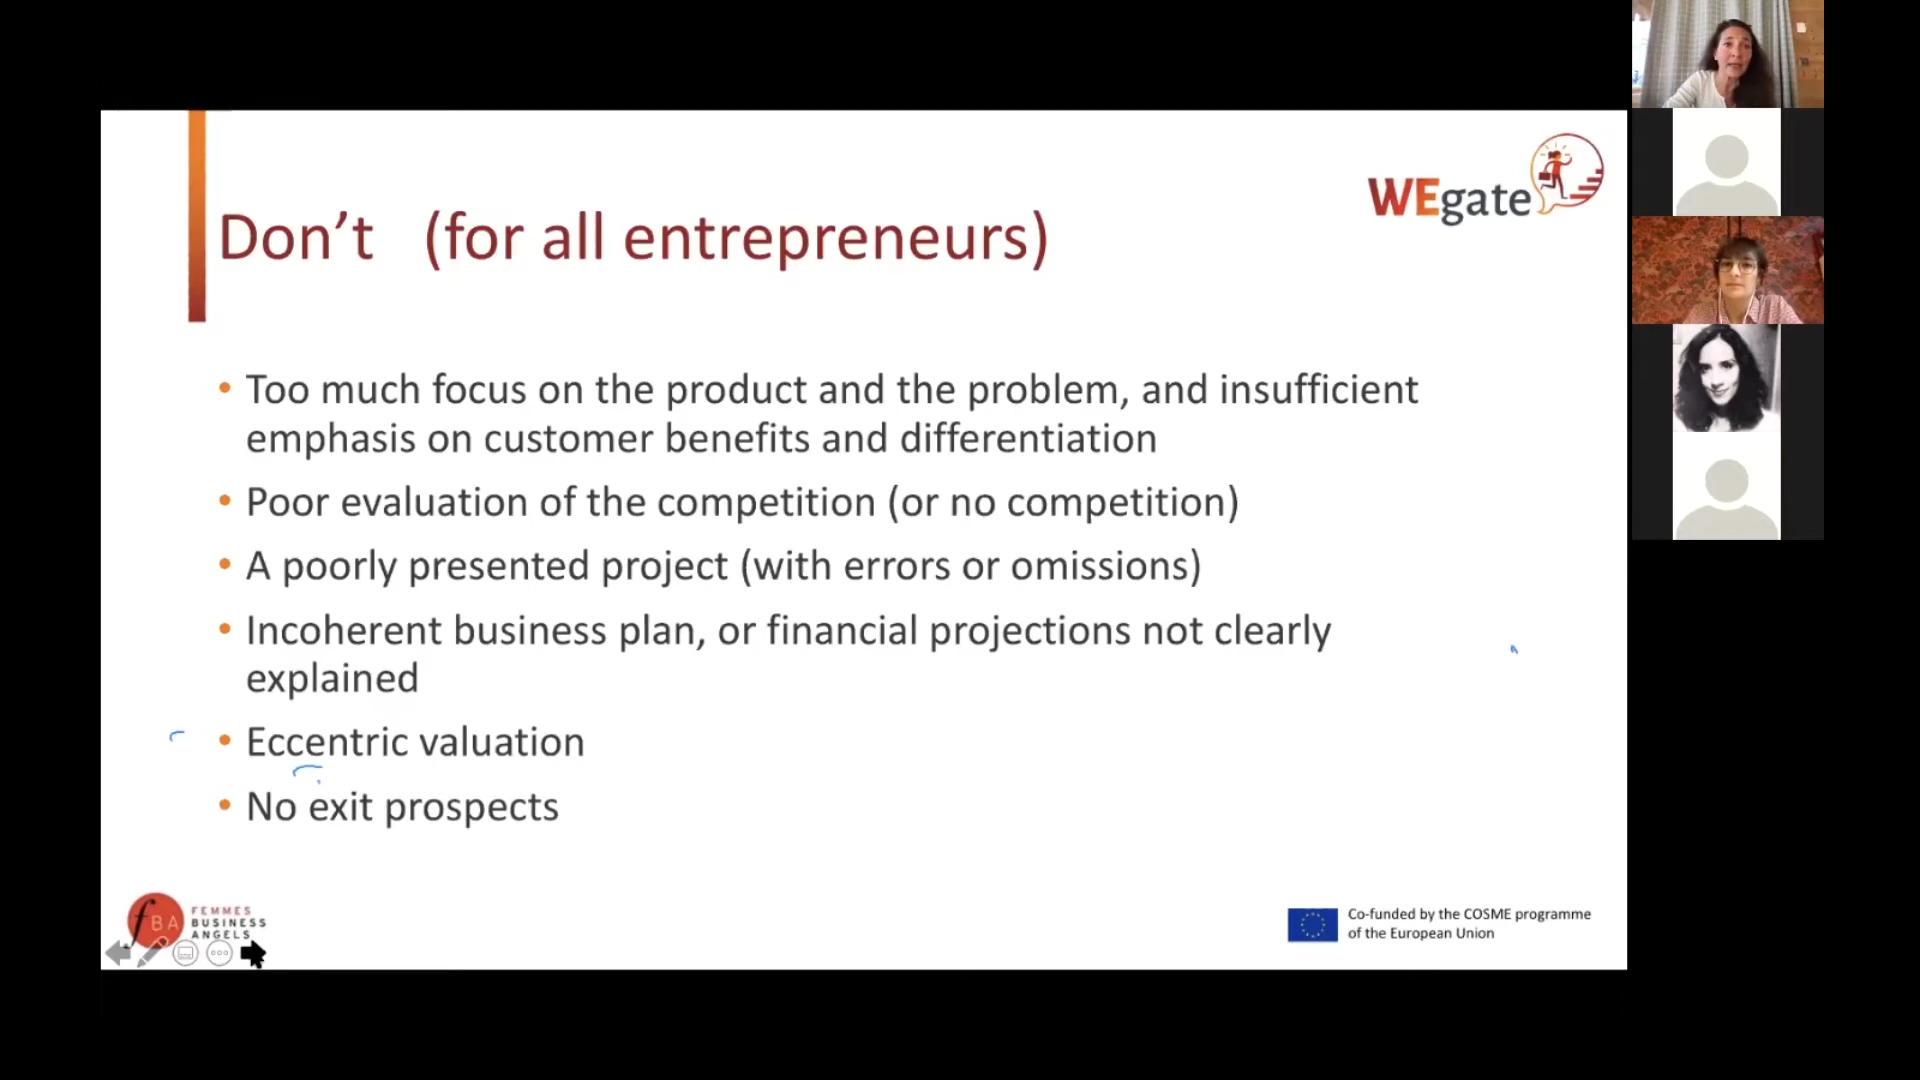 WEgate
Don’t (for all entrepreneurs)
• Too much focus on the product and the problem, and insufficient
emphasis on customer benefits and differentiation
• Poor evaluation of the competition (or no competition)
• A poorly presented project (with errors or omissions)
• Incoherent business plan, or financial projections not clearly
explained
• Eccentric valuation
• No exit prospects
fBA
FEMMES
BUSINESS
ANGELS
Co-funded by the COSME programme
of the European Union